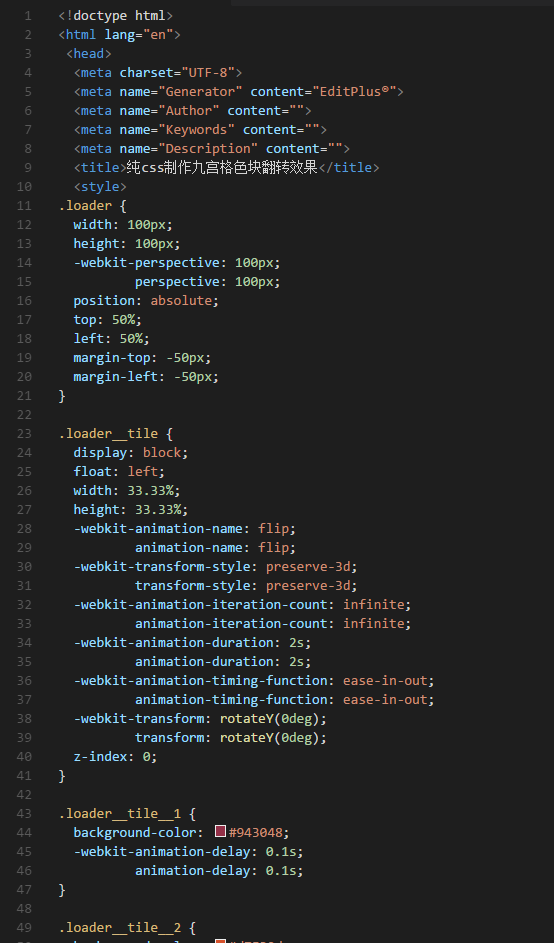 1 <!doctype html>
2 <html lang="en">
3 <head>
4 <meta charset="UTF-8">
5 <meta name="Generator" content="EditPlus®">
6 <meta name="Author" content="">
7 <meta name="Keywords" content="">
8 <meta name="Description" content="">
9 <title>纯css制作九宫格色块翻转效果</title>
10 <style>
11 .loader {
12 width: 100px;
13 height: 100px;
14 -webkit-perspective: 100px;
15 perspective: 100px;
16 position: absolute;
17 top: 50%;
18 left: 50%;
19 margin-top: -50px;
20 margin-left: -50px;
21 }
22
23 .loader__tile {
24 display: block;
25 float: left;
26 width: 33.33%;
27 height: 33.33%;
28 -webkit-animation-name: flip;
29 animation-name: flip;
30 -webkit-transform-style: preserve-3d;
31 transform-style: preserve-3d;
32 -webkit-animation-iteration-count: infinite;
33 animation-iteration-count: infinite;
34 -webkit-animation-duration: 2s;
35 animation-duration: 2s;
36 -webkit-animation-timing-function: ease-in-out;
37 animation-timing-function: ease-in-out;
38 -webkit-transform: rotateY(0deg);
39 transform: rotateY(0deg);
40 z-index: 0;
41 }
42
43 .loader__tile__1 {
44 background-color: #943048;
45 -webkit-animation-delay: 0.1s;
46 animation-delay: 0.1s;
47 }
48
49 .loader__tile__2 {